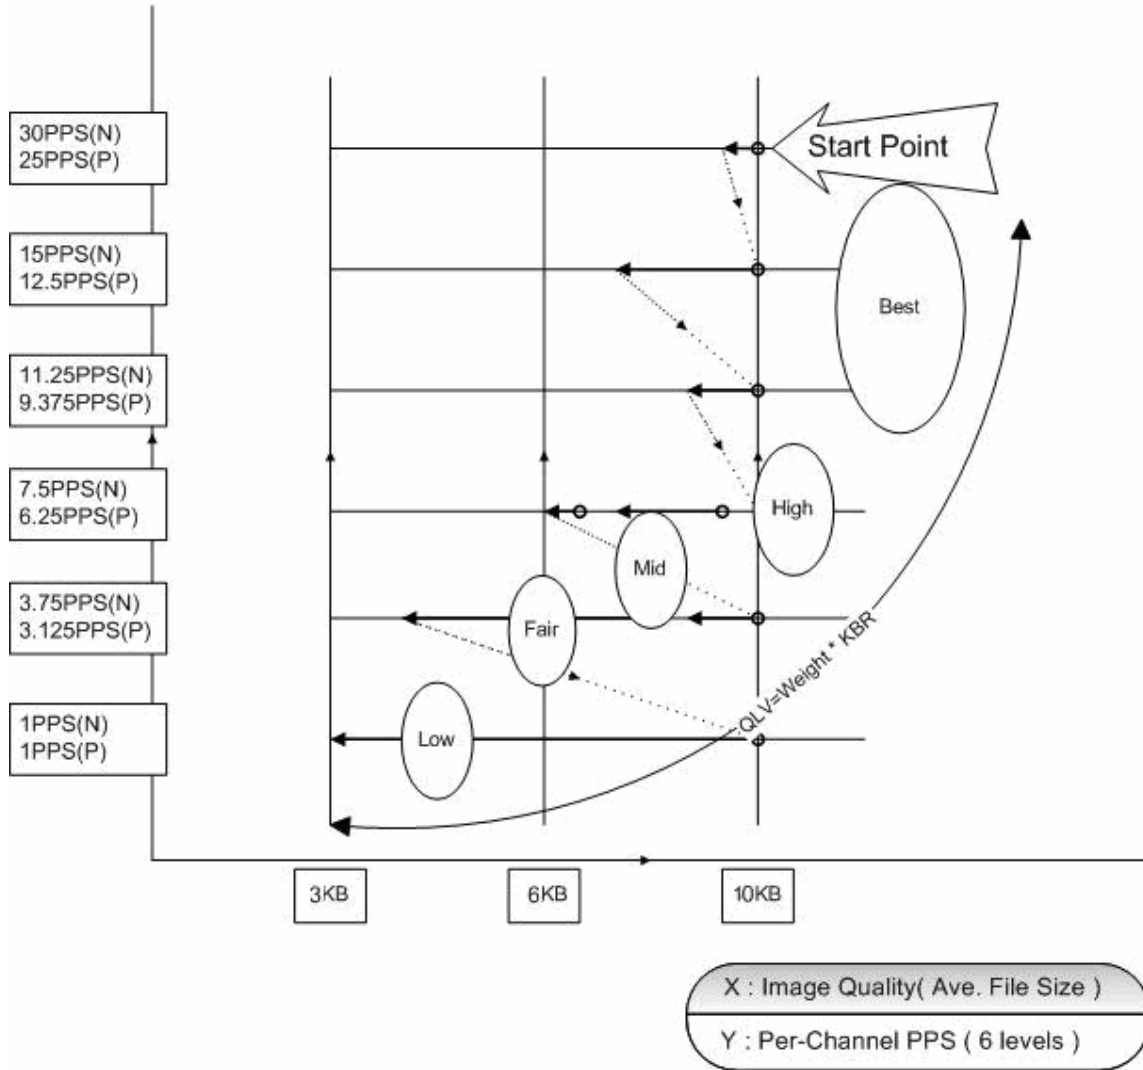 30PPS(N)
25PPS(P)
Start Point
15PPS(N)
12.5PPS(P)
Best
11.25PPS(N)
9.375PPS(P)
7.5PPS(N)
6.25PPS(P)
High
Mid
3.75PPS(N)
3.125PPS(P)
Fair
QLV=Weight * KBR
1PPS(N)
1PPS(P)
Low
3KB
6KB
10KB
X : Image Quality( Ave. File Size )
Y : Per-Channel PPS ( 6 levels )